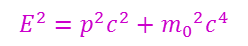 E² = p²c² + m₀²c⁴